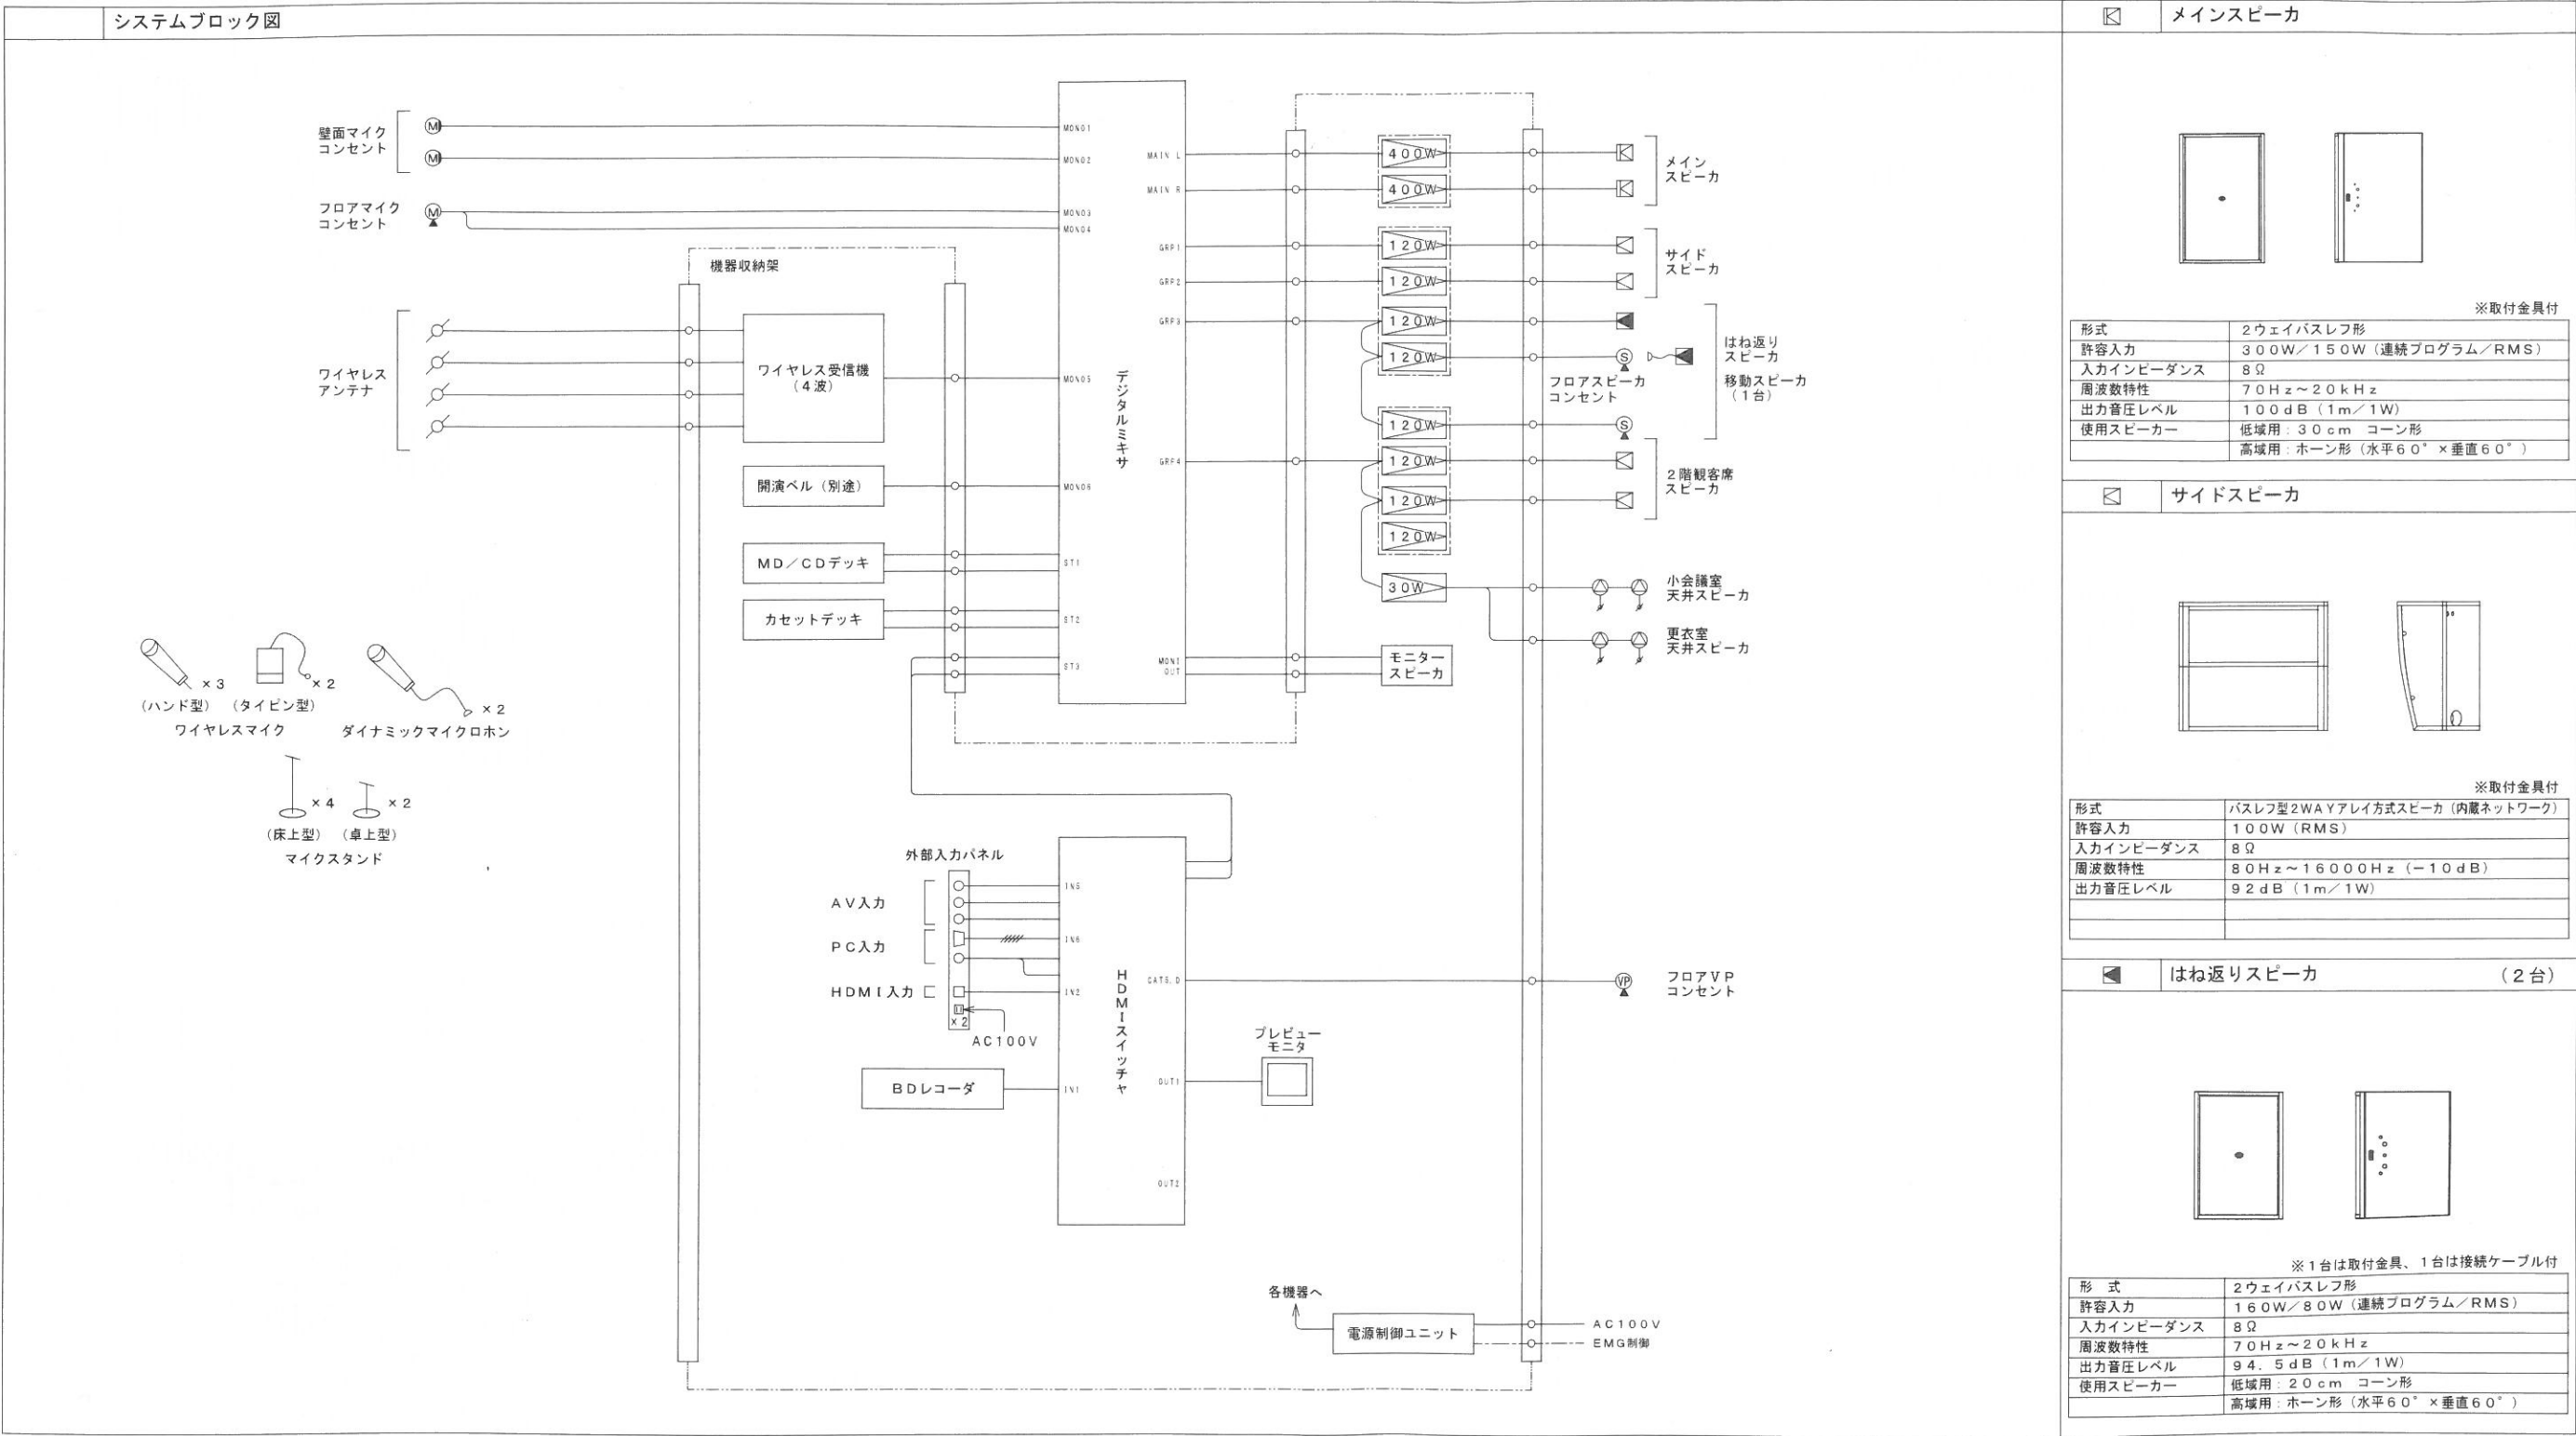 システムブロック図
壁面マイク
コンセント
M
M
フロアマイク
コンセント
M
機器収納架
ワイヤレス
アンテナ
ワイヤレス受信機
(4波)
開演ベル(別途)
MD/CDデッキ
カセットデッキ
MONO1
MONO2
MONO3
MONO4
MONO5
MONO6
ST1
ST2
ST3
デジタルミキサ
MAIN L
MAIN R
GRP1
GRP2
GRP3
GRP4
MONI
OUT
400W
400W
120W
120W
120W
120W
120W
120W
120W
120W
30W
モニター
スピーカ
メイン
スピーカ
サイド
スピーカ
はね返り
スピーカ
移動スピーカ
(1台)
S
フロアスピーカ
コンセント
S
2階観客席
スピーカ
小会議室
天井スピーカ
更衣室
天井スピーカ
×3
×2
×2
(ハンド型)
(タイピン型)
ワイヤレスマイク
ダイナミックマイクロホン
×4
×2
(床上型)
(卓上型)
マイクスタンド
外部入力パネル
AV入力
PC入力
HDMI入力
×2
AC100V
BDレコーダ
IN5
IN6
IN2
IN1
HDMIスイッチャ
CAT5.D
OUT1
OUT2
プレビュー
モニタ
VP
フロアVP
コンセント
各機器へ
電源制御ユニット
AC100V
EMG制御
メインスピーカ
※取付金具付
形式 2ウェイバスレフ形
許容入力 300W/150W(連続プログラム/RMS)
入力インピーダンス 8Ω
周波数特性 70Hz~20kHz
出力音圧レベル 100dB(1m/1W)
使用スピーカー 低域用:30cm コーン形
高域用:ホーン形(水平60°×垂直60°)
サイドスピーカ
※取付金具付
形式 バスレフ型2WAYアレイ方式スピーカ(内蔵ネットワーク)
許容入力 100W(RMS)
入力インピーダンス 8Ω
周波数特性 80Hz~16000Hz(-10dB)
出力音圧レベル 92dB(1m/1W)
はね返りスピーカ (2台)
※1台は取付金具、1台は接続ケーブル付
形 式 2ウェイバスレフ形
許容入力 160W/80W(連続プログラム/RMS)
入力インピーダンス 8Ω
周波数特性 70Hz~20kHz
出力音圧レベル 94.5dB(1m/1W)
使用スピーカー 低域用:20cm コーン形
高域用:ホーン形(水平60°×垂直60°)